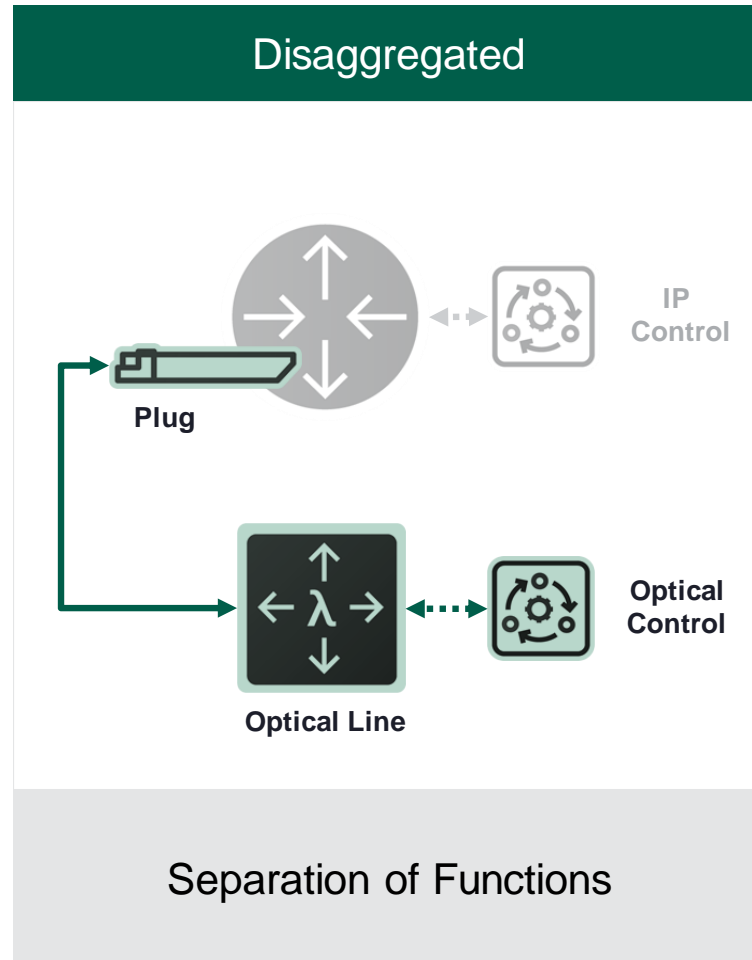 Disaggregated
IP
Control
Plug
λ
Optical
Control
Optical Line
Separation of Functions